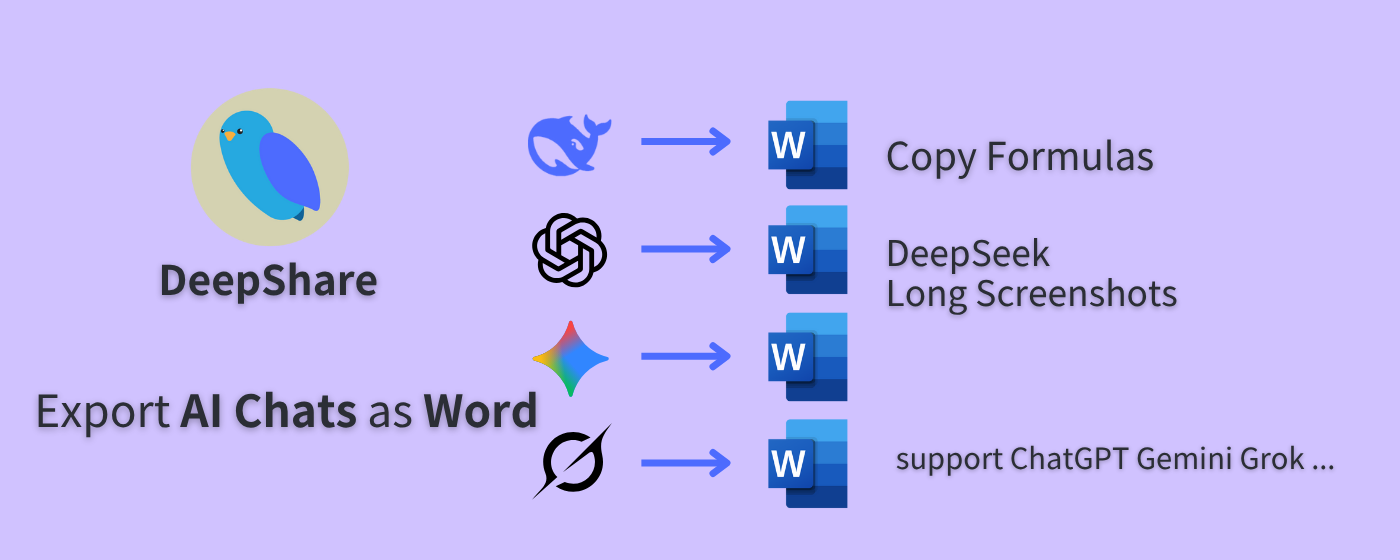 DeepShare
Export AI Chats as Word
W
Copy Formulas
W
DeepSeek
Long Screenshots
W
W
support ChatGPT Gemini Grok ...